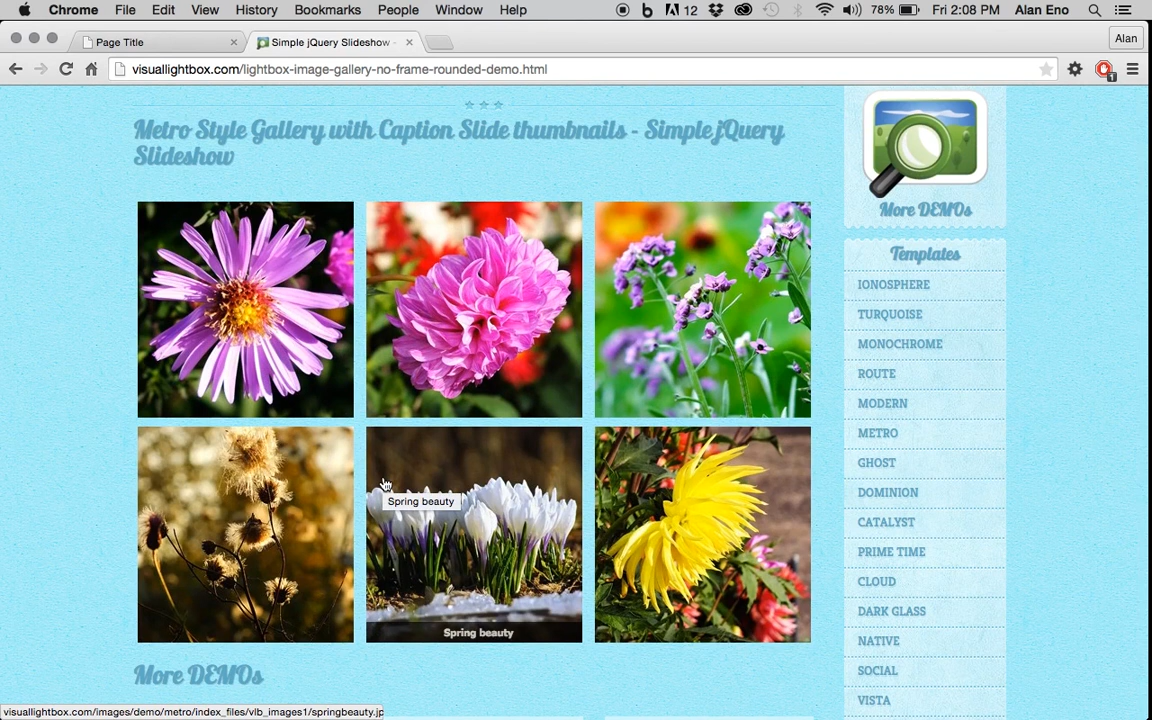 Chrome File Edit View History Bookmarks People Window Help 12 78% Fri 2:08 PM Alan Eno
Page Title Simple jQuery Slideshow - Alan
visuallightbox.com/lightbox-image-gallery-no-frame-rounded-demo.html 1
Metro Style Gallery with Caption Slide thumbnails - Simple jQuery
Slideshow
Spring beauty
Spring beauty
More DEMOs
More DEMOs
Templates
IONOSPHERE
TURQUOISE
MONOCHROME
ROUTE
MODERN
METRO
GHOST
DOMINION
CATALYST
PRIME TIME
CLOUD
DARK GLASS
NATIVE
SOCIAL
VISTA
visuallightbox.com/images/demo/metro/index_files/vlb_images1/springbeauty.jp